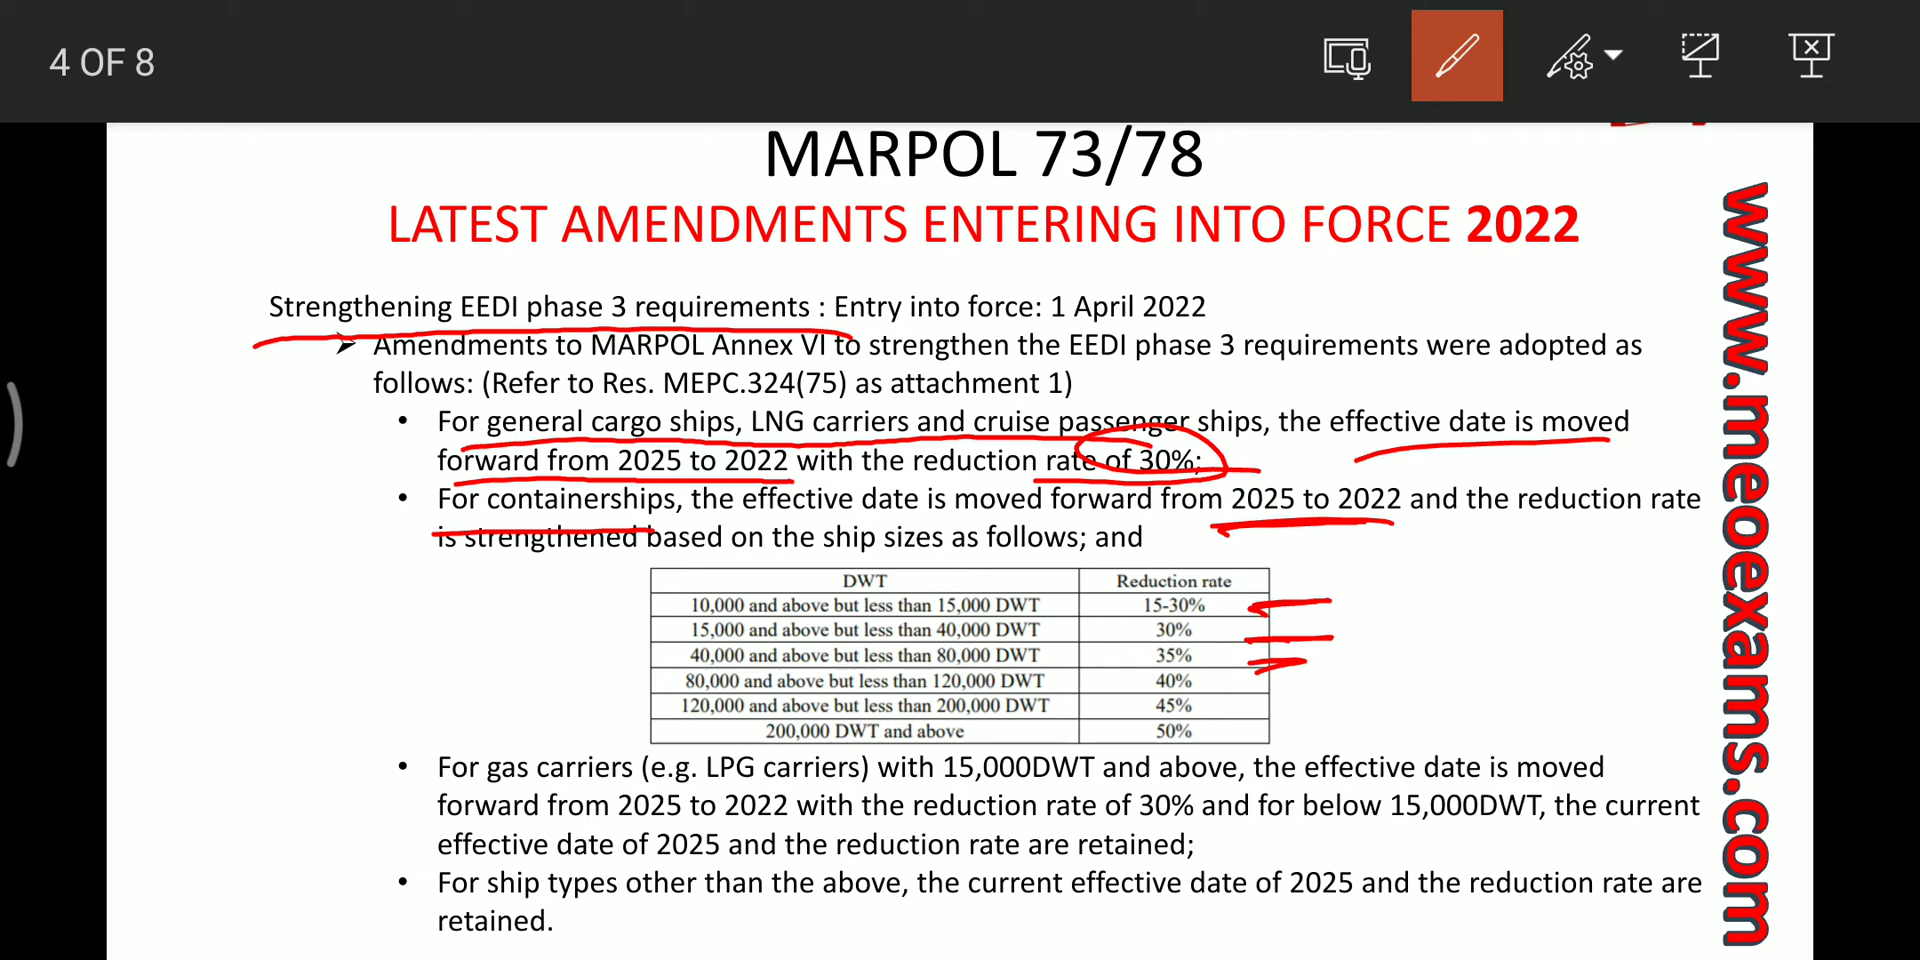 4 OF 8
MARPOL 73/78
LATEST AMENDMENTS ENTERING INTO FORCE 2022
Strengthening EEDI phase 3 requirements : Entry into force: 1 April 2022
Amendments to MARPOL Annex VI to strengthen the EEDI phase 3 requirements were adopted as
follows: (Refer to Res. MEPC.324(75) as attachment 1)
• For general cargo ships, LNG carriers and cruise passenger ships, the effective date is moved
forward from 2025 to 2022 with the reduction rate of 30%;
• For containerships, the effective date is moved forward from 2025 to 2022 and the reduction rate
is strengthened based on the ship sizes as follows; and
DWT Reduction rate
10,000 and above but less than 15,000 DWT 15-30%
15,000 and above but less than 40,000 DWT 30%
40,000 and above but less than 80,000 DWT 35%
80,000 and above but less than 120,000 DWT 40%
120,000 and above but less than 200,000 DWT 45%
200,000 DWT and above 50%
• For gas carriers (e.g. LPG carriers) with 15,000DWT and above, the effective date is moved
forward from 2025 to 2022 with the reduction rate of 30% and for below 15,000DWT, the current
effective date of 2025 and the reduction rate are retained;
• For ship types other than the above, the current effective date of 2025 and the reduction rate are
retained.
www.meoexams.com